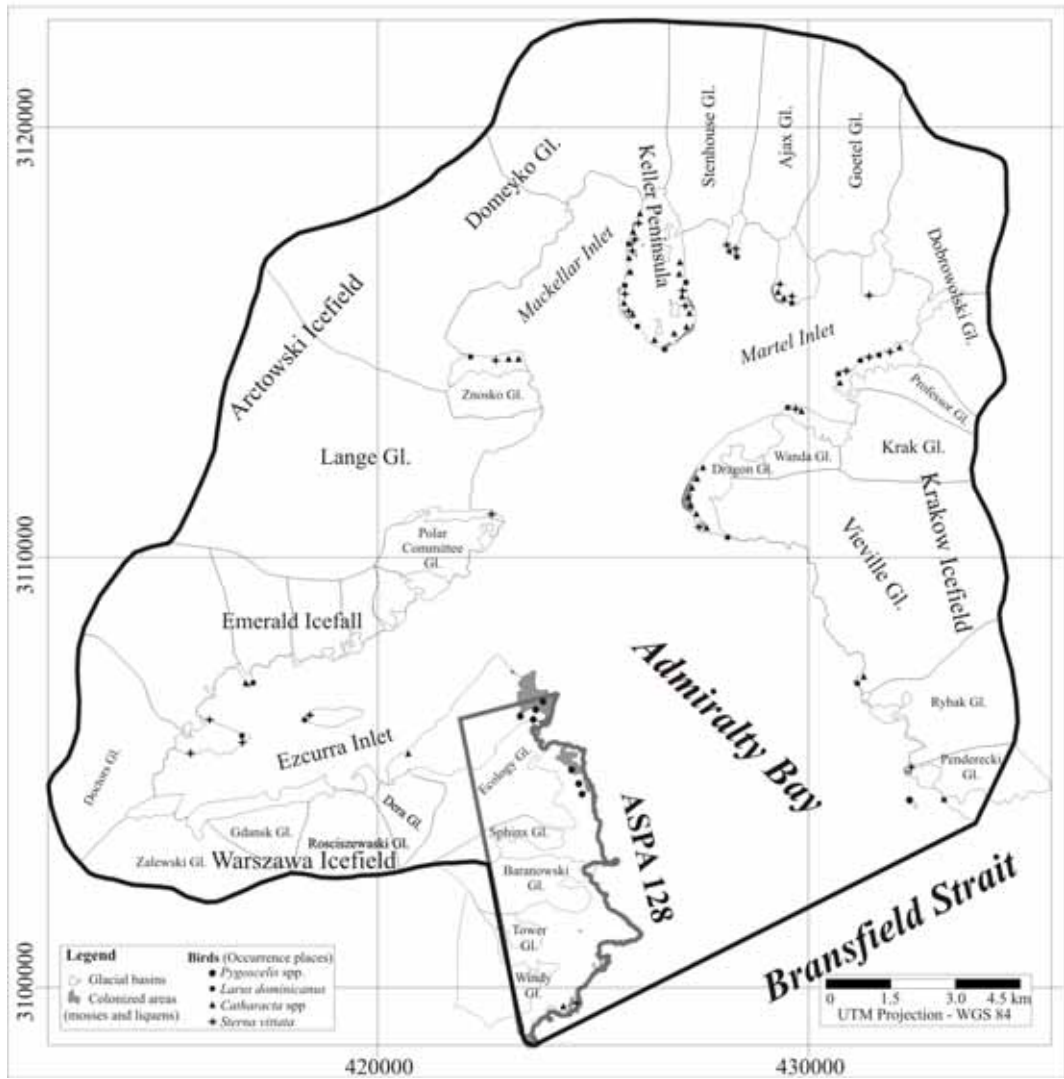 3120000
3110000
3100000
420000
430000
Stenhouse Gl.
Ajax Gl.
Goetel Gl.
Keller Peninsula
Domeyko Gl.
Mackellar Inlet
Dobrowolski Gl.
Martel Inlet
Arctowski Icefield
Znosko Gl.
Professor Gl.
Krak Gl.
Wanda Gl.
Dragon Gl.
Lange Gl.
Krakow Icefield
Vieville Gl.
Polar
Committee
Gl.
Emerald Icefall
Admiralty Bay
Rybak Gl.
Penderecki
Gl.
Ezcurra Inlet
Doctors Gl.
Ecology Gl.
Dera Gl.
Gdansk Gl.
Rosciszewaski Gl.
Zalewski Gl.
Warszawa Icefield
Sphinx Gl.
Baranowski
Gl.
ASPA 128
Tower
Gl.
Windy
Gl.
Bransfield Strait
Legend
Glacial basins
Colonized areas
(mosses and liquens)
Birds (Occurrence places)
Pygoscelis spp.
Larus dominicanus
Catharacta spp
Sterna vittata
0 1.5 3.0 4.5 km
UTM Projection - WGS 84